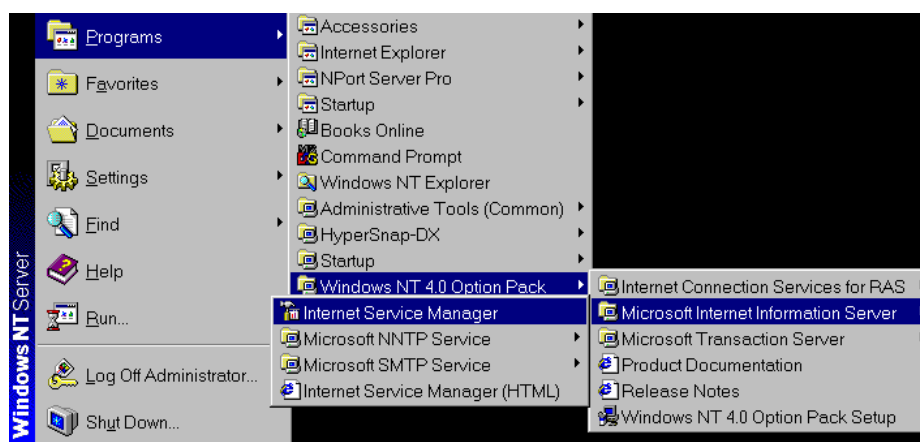 Programs
Favorites
Documents
Settings
Find
Help
Run...
Log Off Administrator...
Shut Down...
Windows NT Server
Accessories
Internet Explorer
NPort Server Pro
Startup
Books Online
Command Prompt
Windows NT Explorer
Administrative Tools (Common)
HyperSnap-DX
Startup
Windows NT 4.0 Option Pack
Internet Connection Services for RAS
Microsoft Internet Information Server
Microsoft Transaction Server
Product Documentation
Release Notes
Windows NT 4.0 Option Pack Setup
Internet Service Manager
Microsoft NNTP Service
Microsoft SMTP Service
Internet Service Manager (HTML)